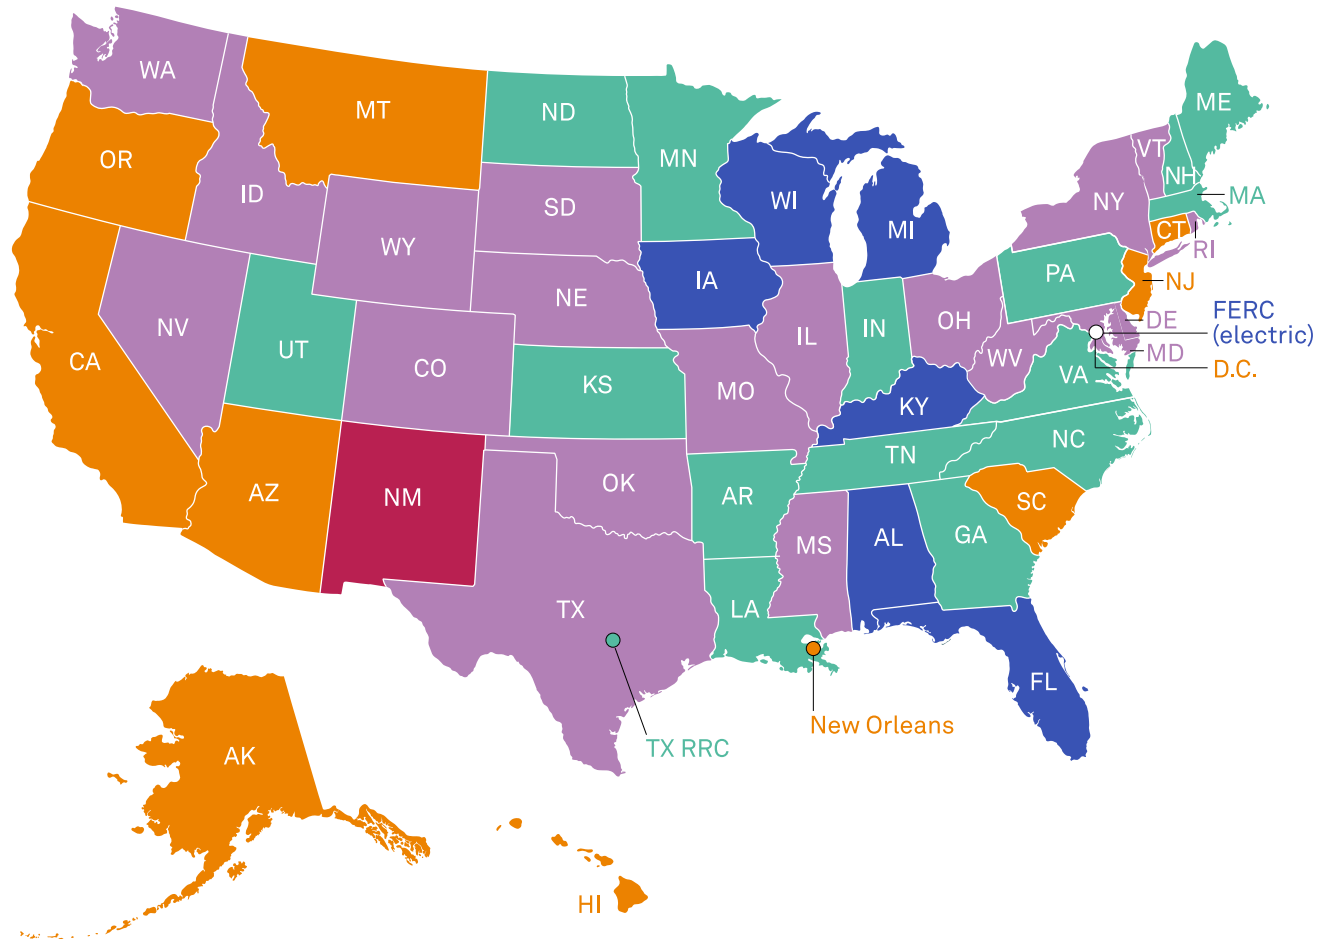 WA
MT
ND
MN
ME
OR
ID
SD
WI
MI
VT
NH
NY
MA
WY
CT
RI
PA
NJ
NE
IA
NV
UT
CO
KS
MO
IL
IN
OH
WV
DE
FERC
(electric)
MD
D.C.
VA
CA
KY
NC
TN
AZ
NM
OK
AR
SC
MS
AL
GA
TX
LA
FL
TX RRC
New Orleans
AK
HI